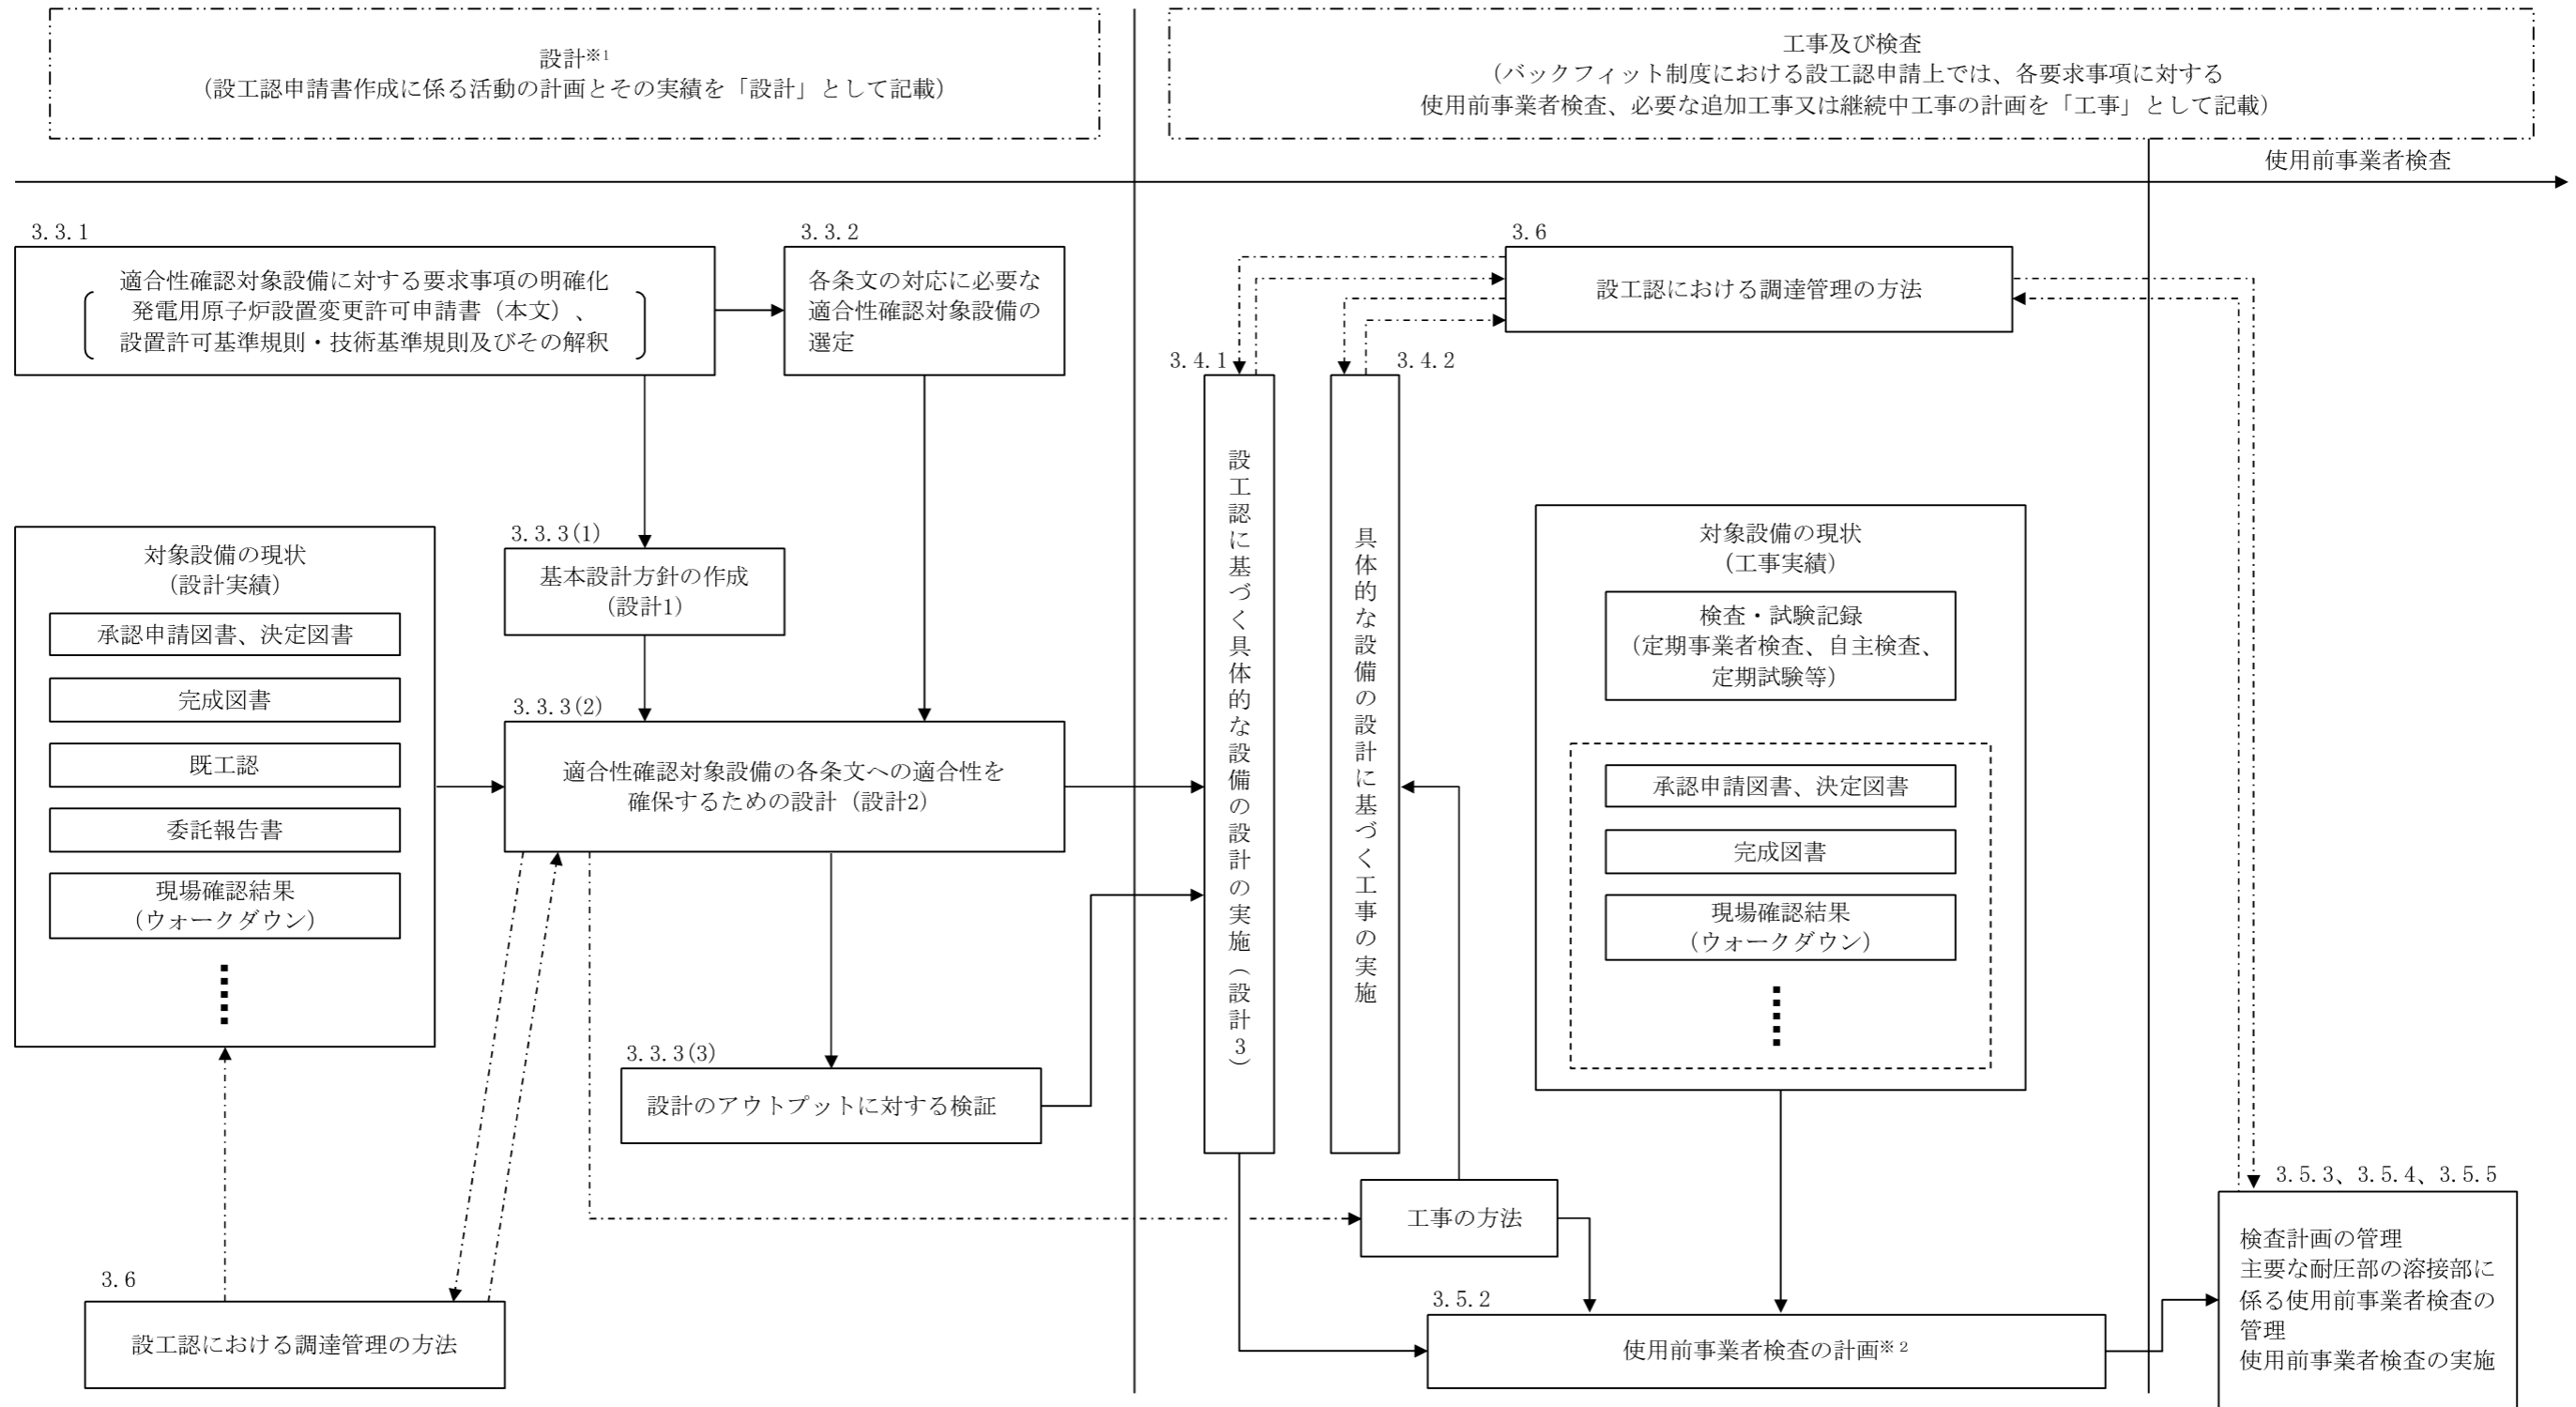 設計※1
（設工認申請書作成に係る活動の計画とその実績を「設計」として記載）
工事及び検査
（バックフィット制度における設工認申請上では、各要求事項に対する
使用前事業者検査、必要な追加工事又は継続中工事の計画を「工事」として記載）
使用前事業者検査
3.3.1
適合性確認対象設備に対する要求事項の明確化
発電用原子炉設置変更許可申請書（本文）、
設置許可基準規則・技術基準規則及びその解釈
3.3.2
各条文の対応に必要な
適合性確認対象設備の
選定
対象設備の現状
（設計実績）
承認申請図書、決定図書
完成図書
既工認
委託報告書
現場確認結果
（ウォークダウン）
3.3.3(1)
基本設計方針の作成
（設計1）
3.3.3(2)
適合性確認対象設備の各条文への適合性を
確保するための設計（設計2）
3.3.3(3)
設計のアウトプットに対する検証
3.6
設工認における調達管理の方法
3.6
設工認における調達管理の方法
3.4.1
設工認に基づく具体的な設備の設計の実施（設計3）
3.4.2
具体的な設備の設計に基づく工事の実施
対象設備の現状
（工事実績）
検査・試験記録
（定期事業者検査、自主検査、
定期試験等）
承認申請図書、決定図書
完成図書
現場確認結果
（ウォークダウン）
工事の方法
3.5.2
使用前事業者検査の計画※2
3.5.3、3.5.4、3.5.5
検査計画の管理
主要な耐圧部の溶接部に
係る使用前事業者検査の
管理
使用前事業者検査の実施